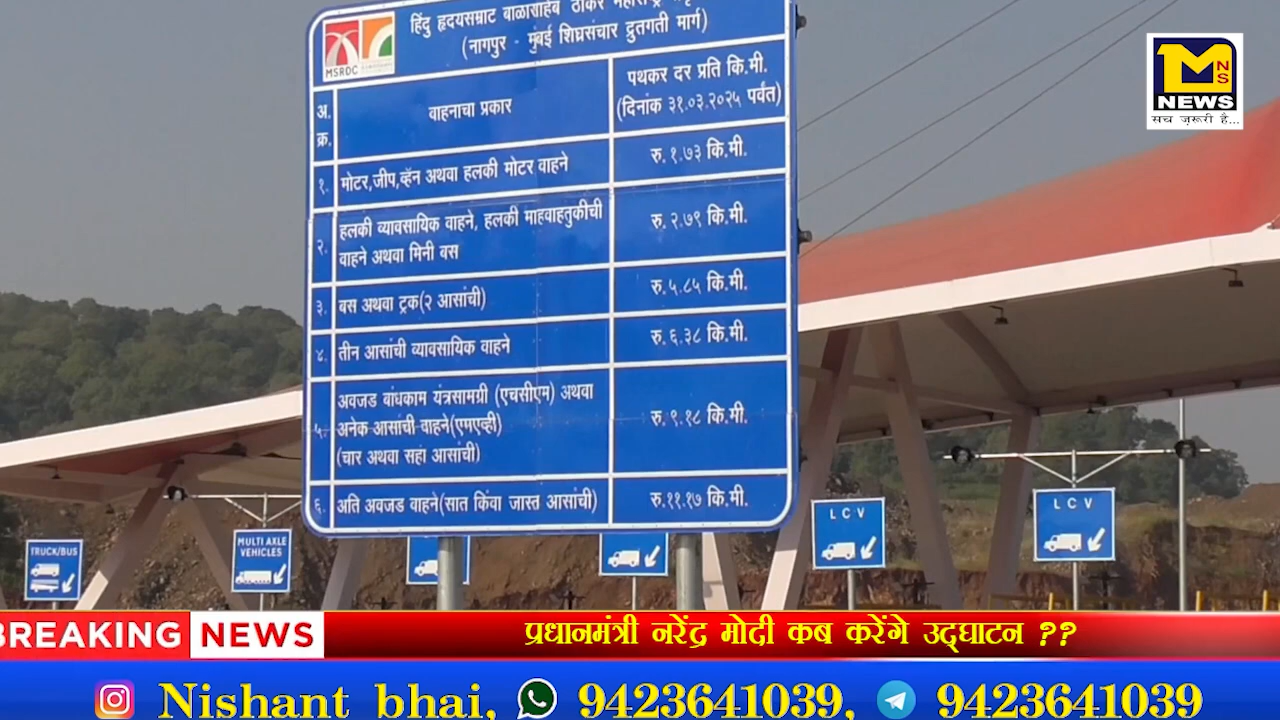 हिंदु हृदयसम्राट बाळासाहेब ठाकरे महाराष्ट्र
(नागपुर - मुंबई शिघ्रसंचार द्रुतगती मार्ग)
MSRDC
अ. क्र.
वाहनाचा प्रकार
पथकर दर प्रति कि.मी.
(दिनांक ३१.०३.२०२५ पर्वंत)
१.
मोटर,जीप,व्हॅन अथवा हलकी मोटर वाहने
रु. १.७३ कि.मी.
२.
हलकी व्यावसायिक वाहने, हलकी माहवाहतुकीची
वाहने अथवा मिनी बस
रु. २.७९ कि.मी.
३.
बस अथवा ट्रक(२ आसांची)
रु. ५.८५ कि.मी.
४.
तीन आसांची व्यावसायिक वाहने
रु. ६.३८ कि.मी.
५.
अवजड बांधकाम यंत्रसामग्री (एचसीएम) अथवा
अनेक आसांची वाहने(एमएव्ही)
(चार अथवा सहा आसांची)
रु. ९.१८ कि.मी.
६.
अति अवजड वाहने(सात किंवा जास्त आसांची)
रु.११.१७ कि.मी.
M NS
NEWS
सच ज़रूरी है...
TRUCK/BUS
MULTI AXLE
VEHICLES
L C V
L C V
BREAKING NEWS
प्रधानमंत्री नरेंद्र मोदी कब करेंगे उद्घाटन ??
Nishant bhai, 9423641039, 9423641039